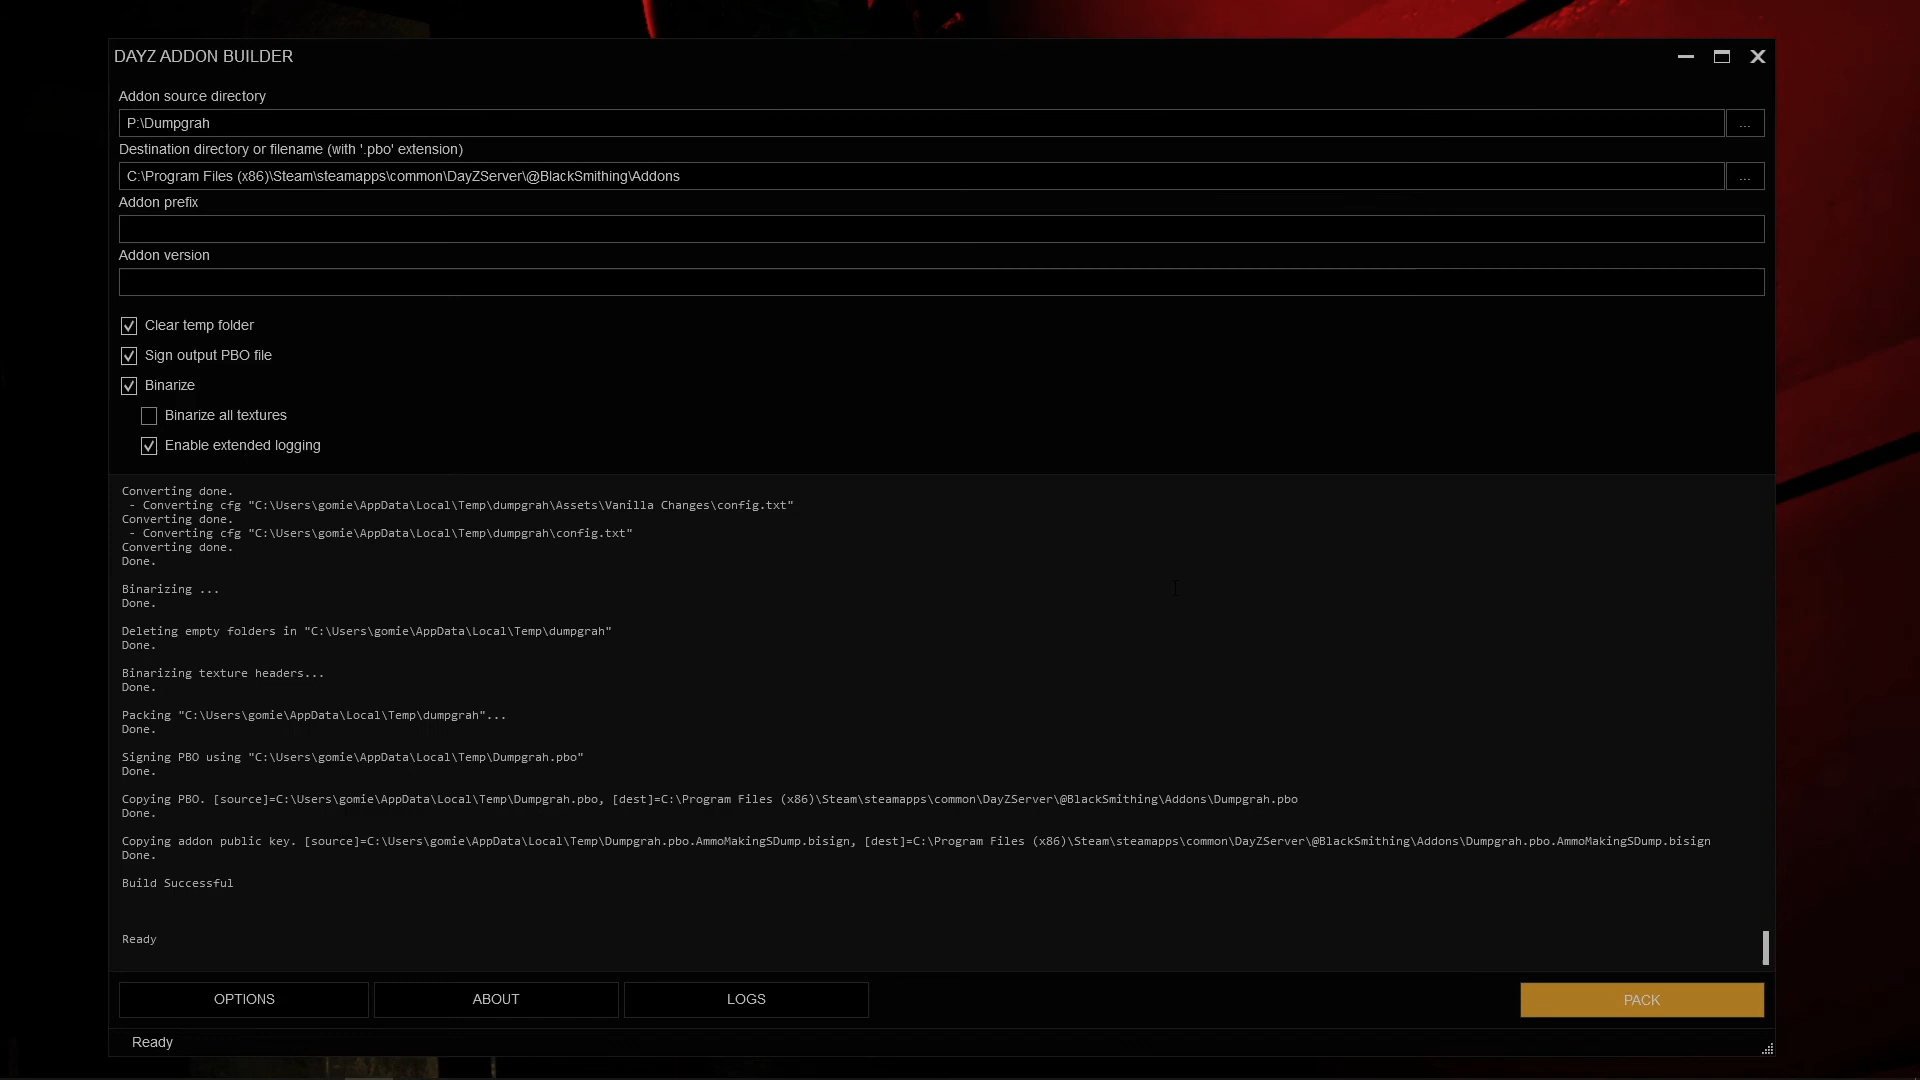 DAYZ ADDON BUILDER
Addon source directory
P:\Dumpgrah
...
Destination directory or filename (with '.pbo' extension)
C:\Program Files (x86)\Steam\steamapps\common\DayZServer\@BlackSmithing\Addons
...
Addon prefix
Addon version
Clear temp folder
Sign output PBO file
Binarize
Binarize all textures
Enable extended logging
Converting done.
- Converting cfg "C:\Users\gomie\AppData\Local\Temp\dumpgrah\Assets\Vanilla Changes\config.txt"
Converting done.
- Converting cfg "C:\Users\gomie\AppData\Local\Temp\dumpgrah\config.txt"
Converting done.
Done.
Binarizing ...
Done.
Deleting empty folders in "C:\Users\gomie\AppData\Local\Temp\dumpgrah"
Done.
Binarizing texture headers...
Done.
Packing "C:\Users\gomie\AppData\Local\Temp\dumpgrah"...
Done.
Signing PBO using "C:\Users\gomie\AppData\Local\Temp\Dumpgrah.pbo"
Done.
Copying PBO. [source]=C:\Users\gomie\AppData\Local\Temp\Dumpgrah.pbo, [dest]=C:\Program Files (x86)\Steam\steamapps\common\DayZServer\@BlackSmithing\Addons\Dumpgrah.pbo
Done.
Copying addon public key. [source]=C:\Users\gomie\AppData\Local\Temp\Dumpgrah.pbo.AmmoMakingSDump.bisign, [dest]=C:\Program Files (x86)\Steam\steamapps\common\DayZServer\@BlackSmithing\Addons\Dumpgrah.pbo.AmmoMakingSDump.bisign
Done.
Build Successful
Ready
OPTIONS
ABOUT
LOGS
PACK
Ready